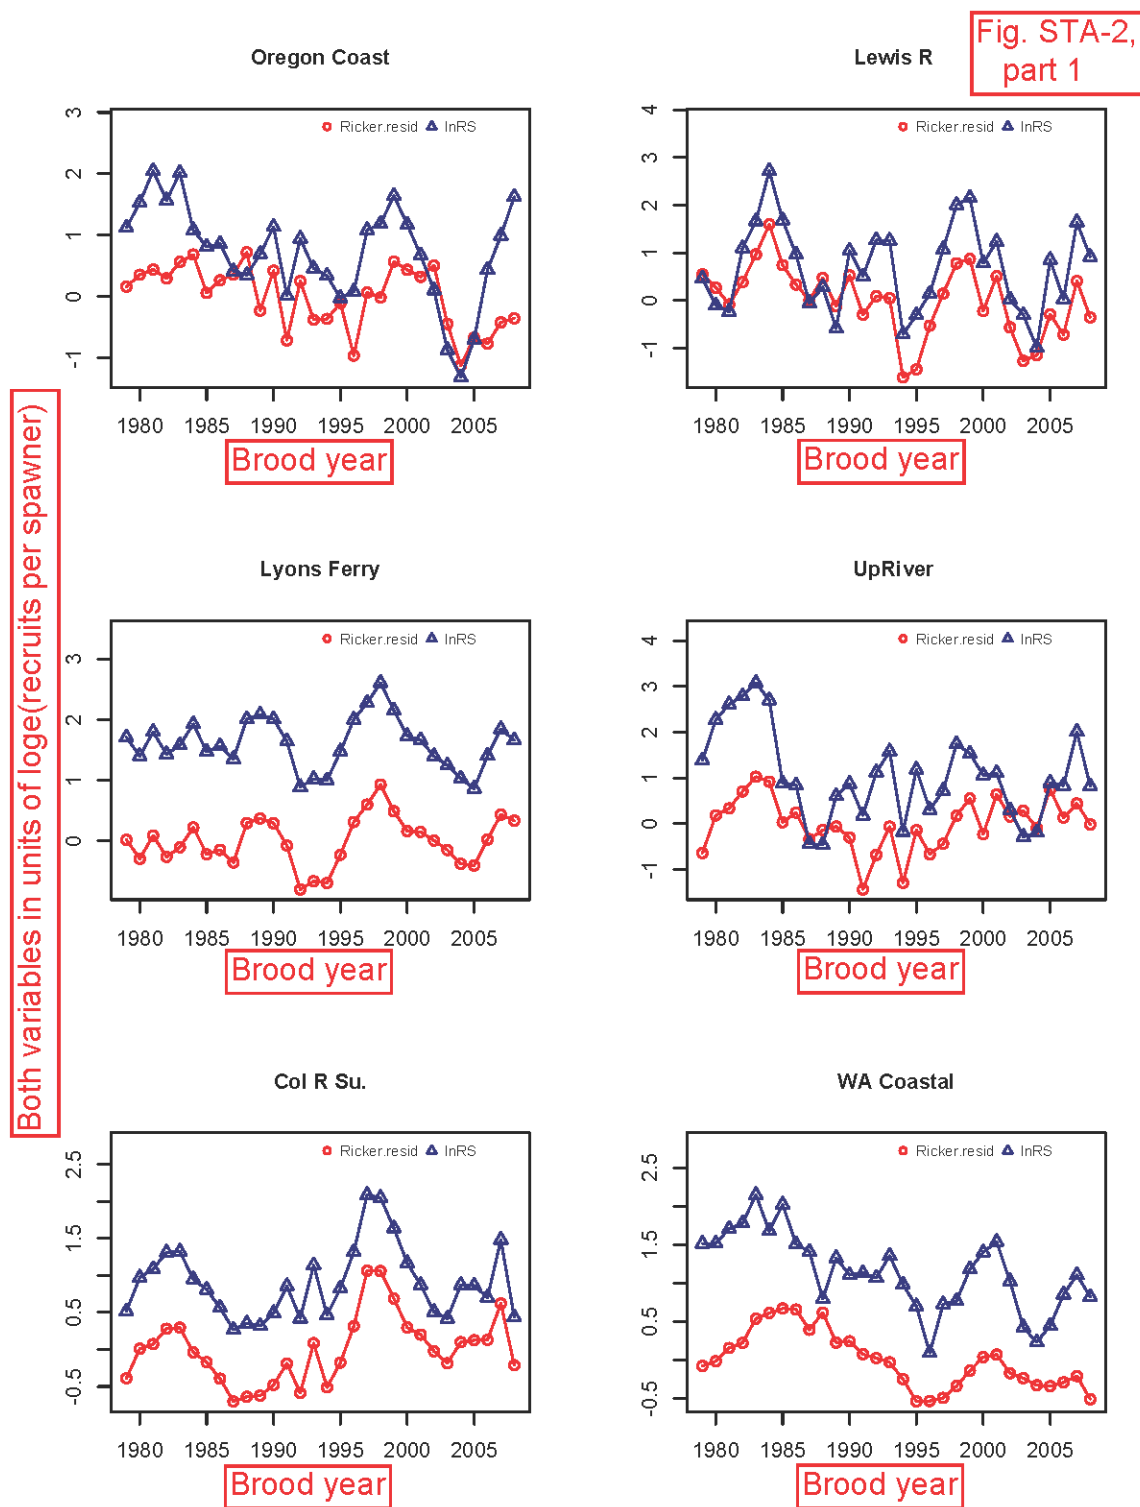 Fig. STA-2,
part 1
Both variables in units of loge(recruits per spawner)
Oregon Coast
Ricker.resid lnRS
3
2
1
0
-1
1980 1985 1990 1995 2000 2005
Brood year
Lewis R
Ricker.resid lnRS
4
3
2
1
0
-1
1980 1985 1990 1995 2000 2005
Brood year
Lyons Ferry
Ricker.resid lnRS
3
2
1
0
1980 1985 1990 1995 2000 2005
Brood year
UpRiver
Ricker.resid lnRS
4
3
2
1
0
-1
1980 1985 1990 1995 2000 2005
Brood year
Col R Su.
Ricker.resid lnRS
2.5
1.5
0.5
-0.5
1980 1985 1990 1995 2000 2005
Brood year
WA Coastal
Ricker.resid lnRS
2.5
1.5
0.5
-0.5
1980 1985 1990 1995 2000 2005
Brood year